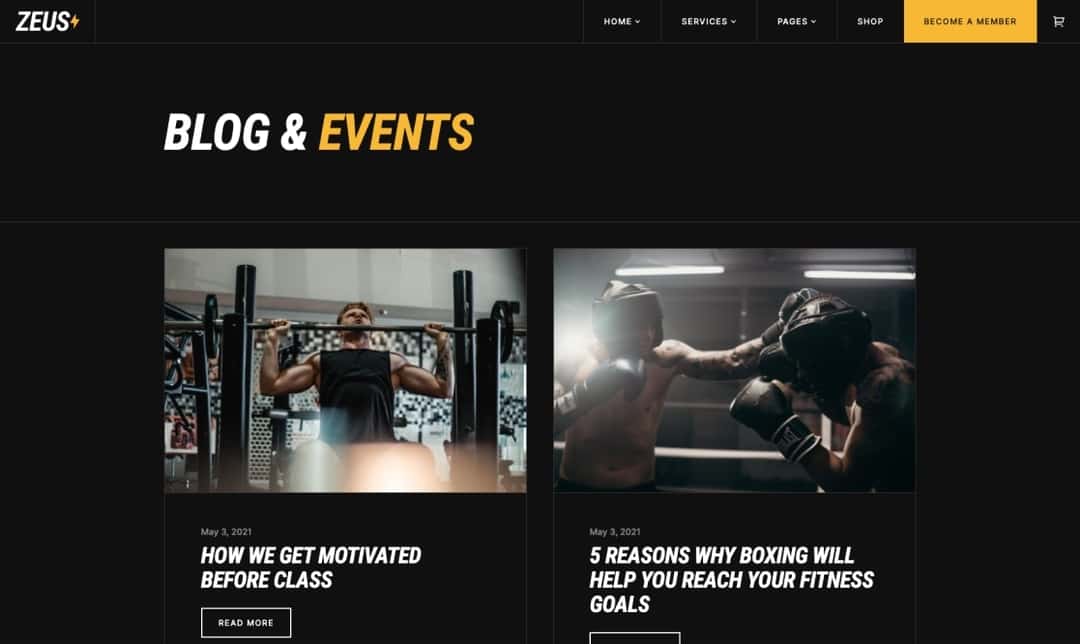 ZEUS
HOME
SERVICES
PAGES
SHOP
BECOME A MEMBER
BLOG & EVENTS
May 3, 2021
HOW WE GET MOTIVATED
BEFORE CLASS
READ MORE
May 3, 2021
5 REASONS WHY BOXING WILL
HELP YOU REACH YOUR FITNESS
GOALS